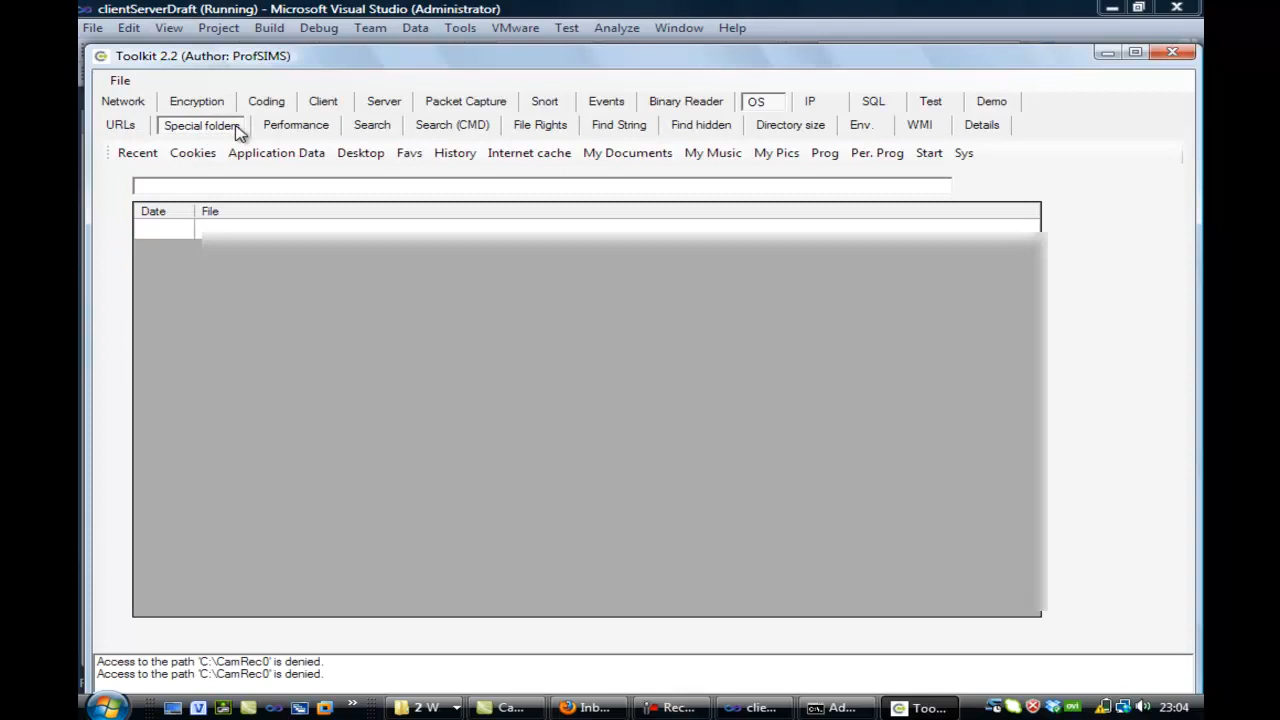 clientServerDraft (Running) - Microsoft Visual Studio (Administrator)
File Edit View Project Build Debug Team Data Tools VMware Test Analyze Window Help
Toolkit 2.2 (Author: ProfSIMS)
File
Network Encryption Coding Client Server Packet Capture Snort Events Binary Reader OS IP SQL Test Demo
URLs Special folders Performance Search Search (CMD) File Rights Find String Find hidden Directory size Env. WMI Details
Recent Cookies Application Data Desktop Favs History Internet cache My Documents My Music My Pics Prog Per. Prog Start Sys
Date File
Access to the path 'C:\CamRec0' is denied.
Access to the path 'C:\CamRec0' is denied.
2 W Ca... Inb... Rec... clie... Ad... Too... 23:04